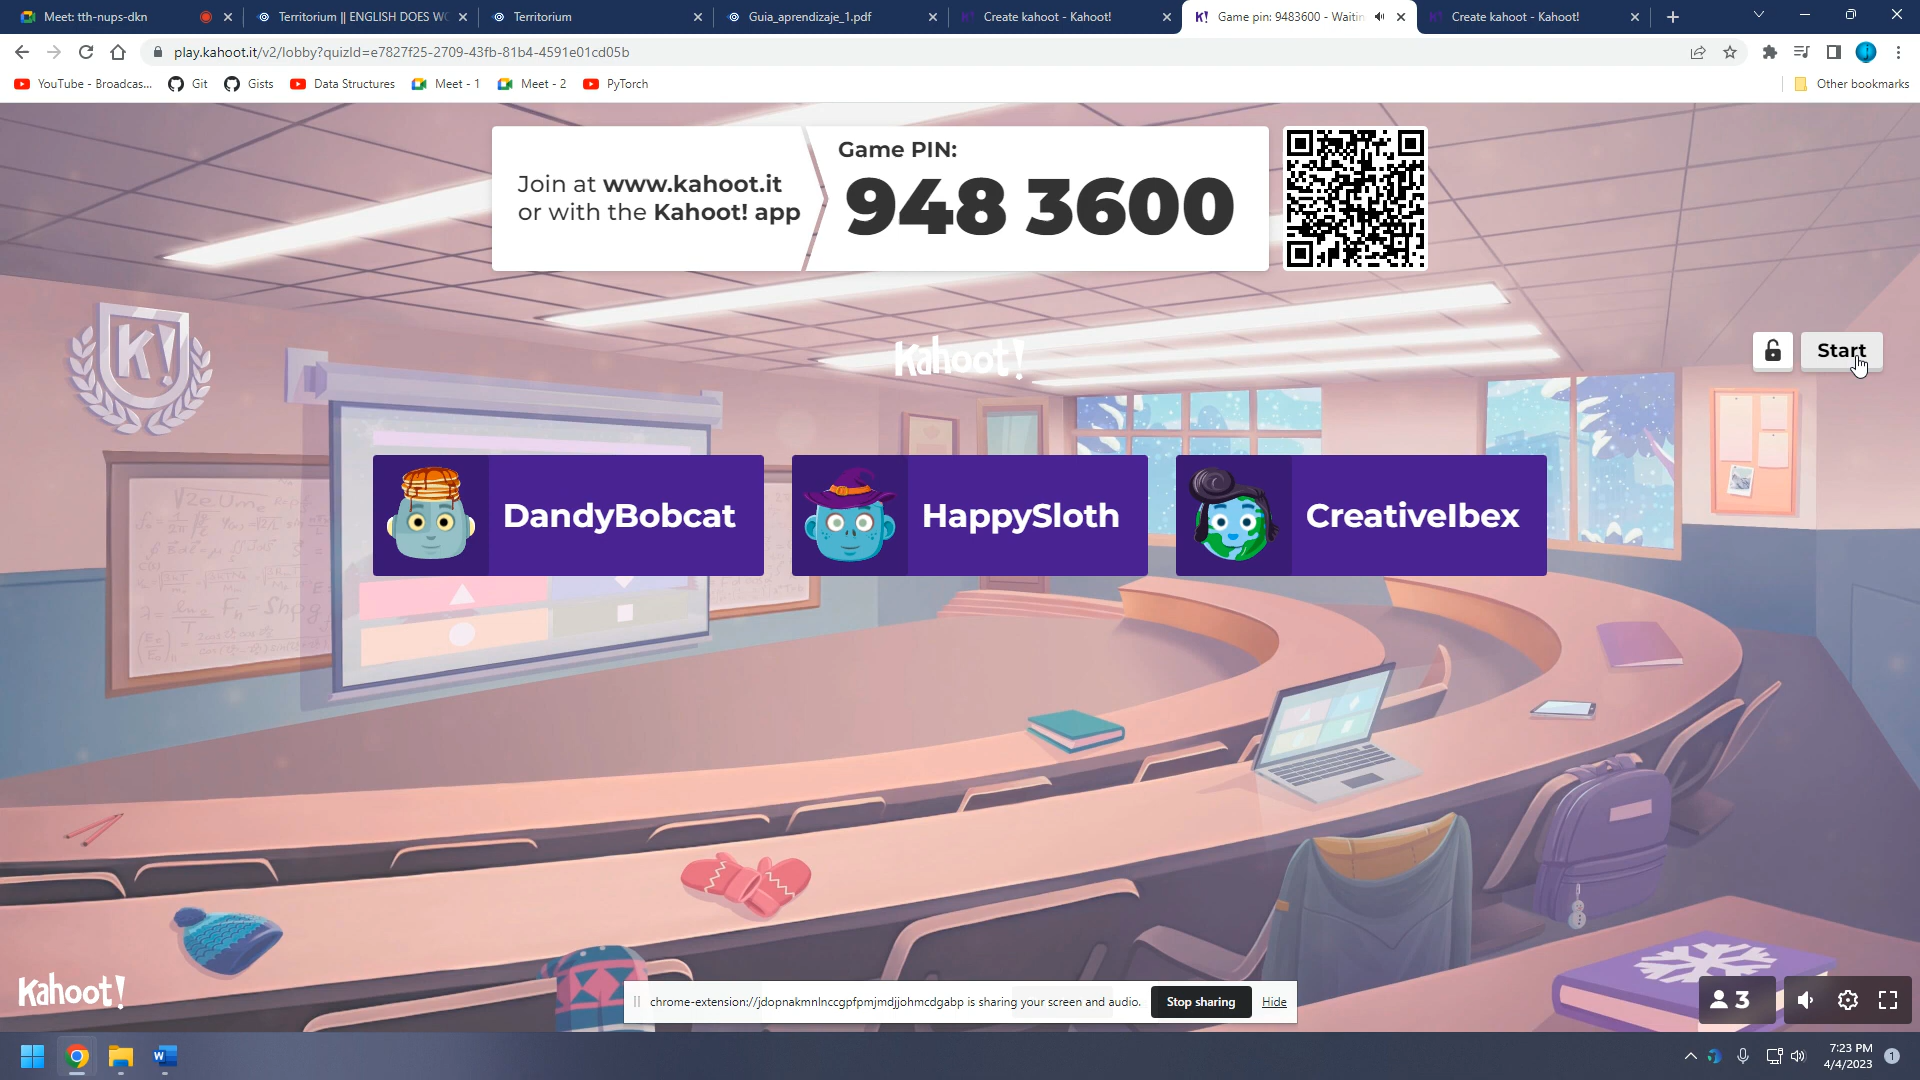 Meet: tth-nups-dkn
Territorium || ENGLISH DOES WO
Territorium
Guia_aprendizaje_1.pdf
Create kahoot - Kahoot!
Game pin: 9483600 - Waitin
Create kahoot - Kahoot!
play.kahoot.it/v2/lobby?quizId=e7827f25-2709-43fb-81b4-4591e01cd05b
YouTube - Broadcas...
Git
Gists
Data Structures
Meet - 1
Meet - 2
PyTorch
Other bookmarks
Join at www.kahoot.it
or with the Kahoot! app
Game PIN:
948 3600
K!
Kahoot!
Start
DandyBobcat
HappySloth
CreativeIbex
Kahoot!
chrome-extension://jdopnakmnlnccgpfpmjmdjjohmcdgabp is sharing your screen and audio.
Stop sharing
Hide
3
7:23 PM
4/4/2023
1